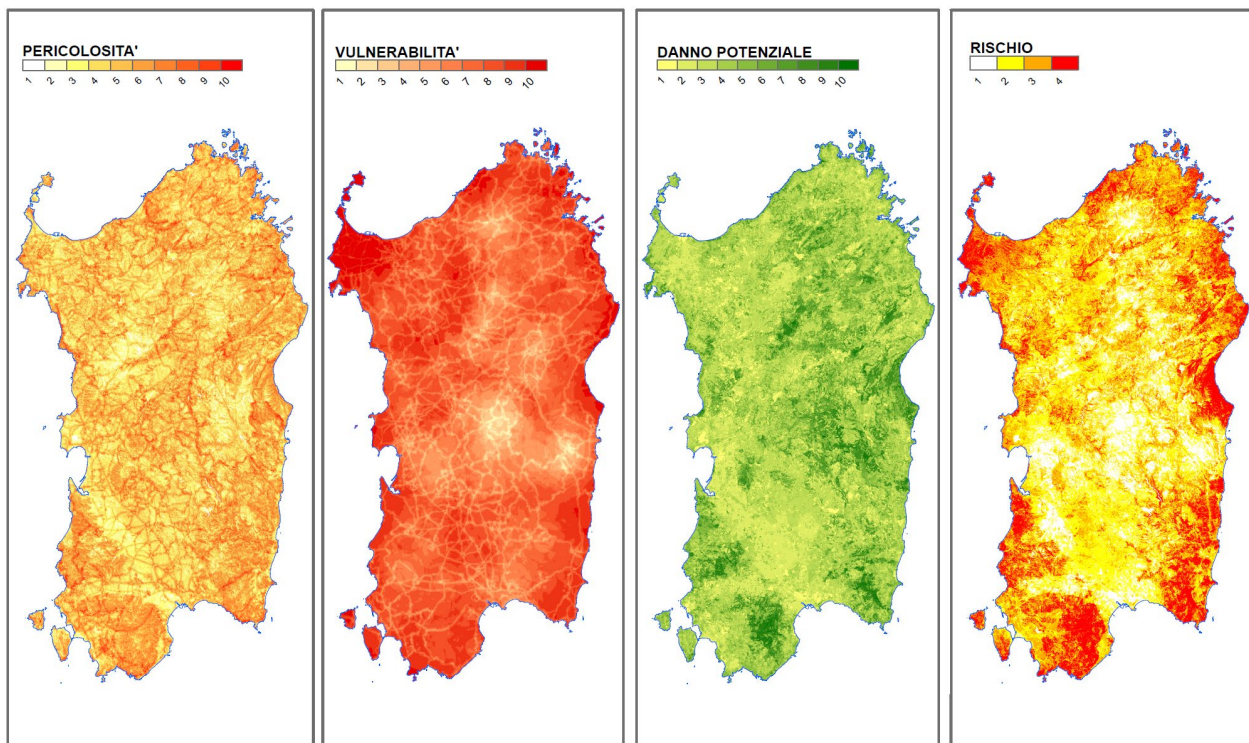 PERICOLOSITA'
1 2 3 4 5 6 7 8 9 10
VULNERABILITA'
1 2 3 4 5 6 7 8 9 10
DANNO POTENZIALE
1 2 3 4 5 6 7 8 9 10
RISCHIO
1 2 3 4